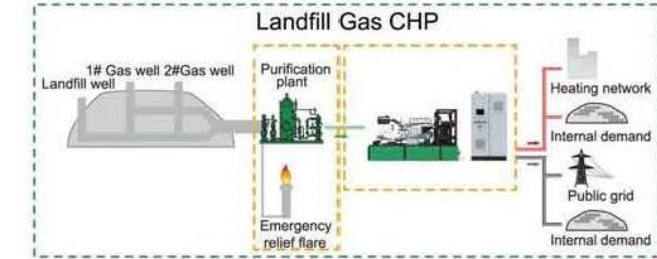 Landfill Gas CHP
1# Gas well 2#Gas well
Landfill well
Purification
plant
Emergency
relief flare
Heating network
Internal demand
Public grid
Internal demand